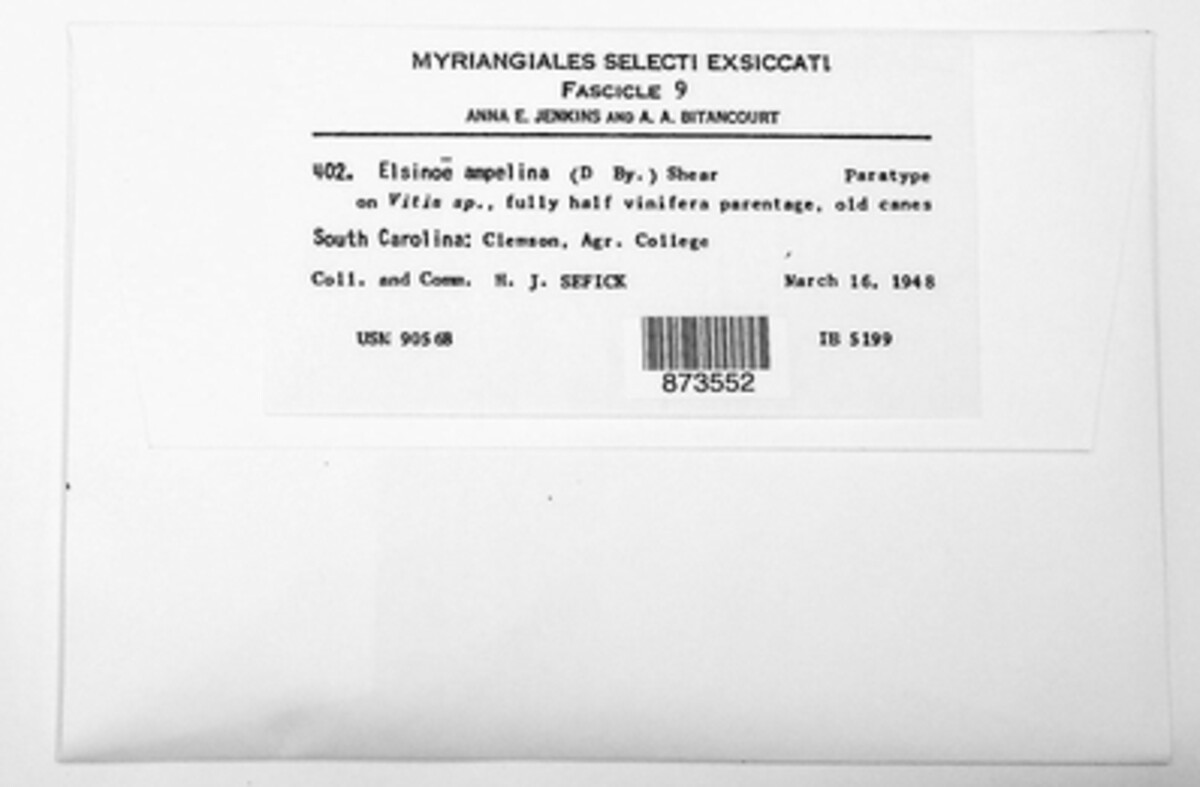 MYRIANGIALES SELECTI EXSICCATI
FASCICLE 9
ANNA E. JENKINS AND A. A. BITANCOURT
402. Elsinoë ampelina (D By.) Shear Paratype
on Vitis sp., fully half vinifera parentage, old canes
South Carolina: Clemson, Agr. College
Coll. and Comm. H. J. SEFICK March 16, 1948
USM 90568 IB 5199
873552